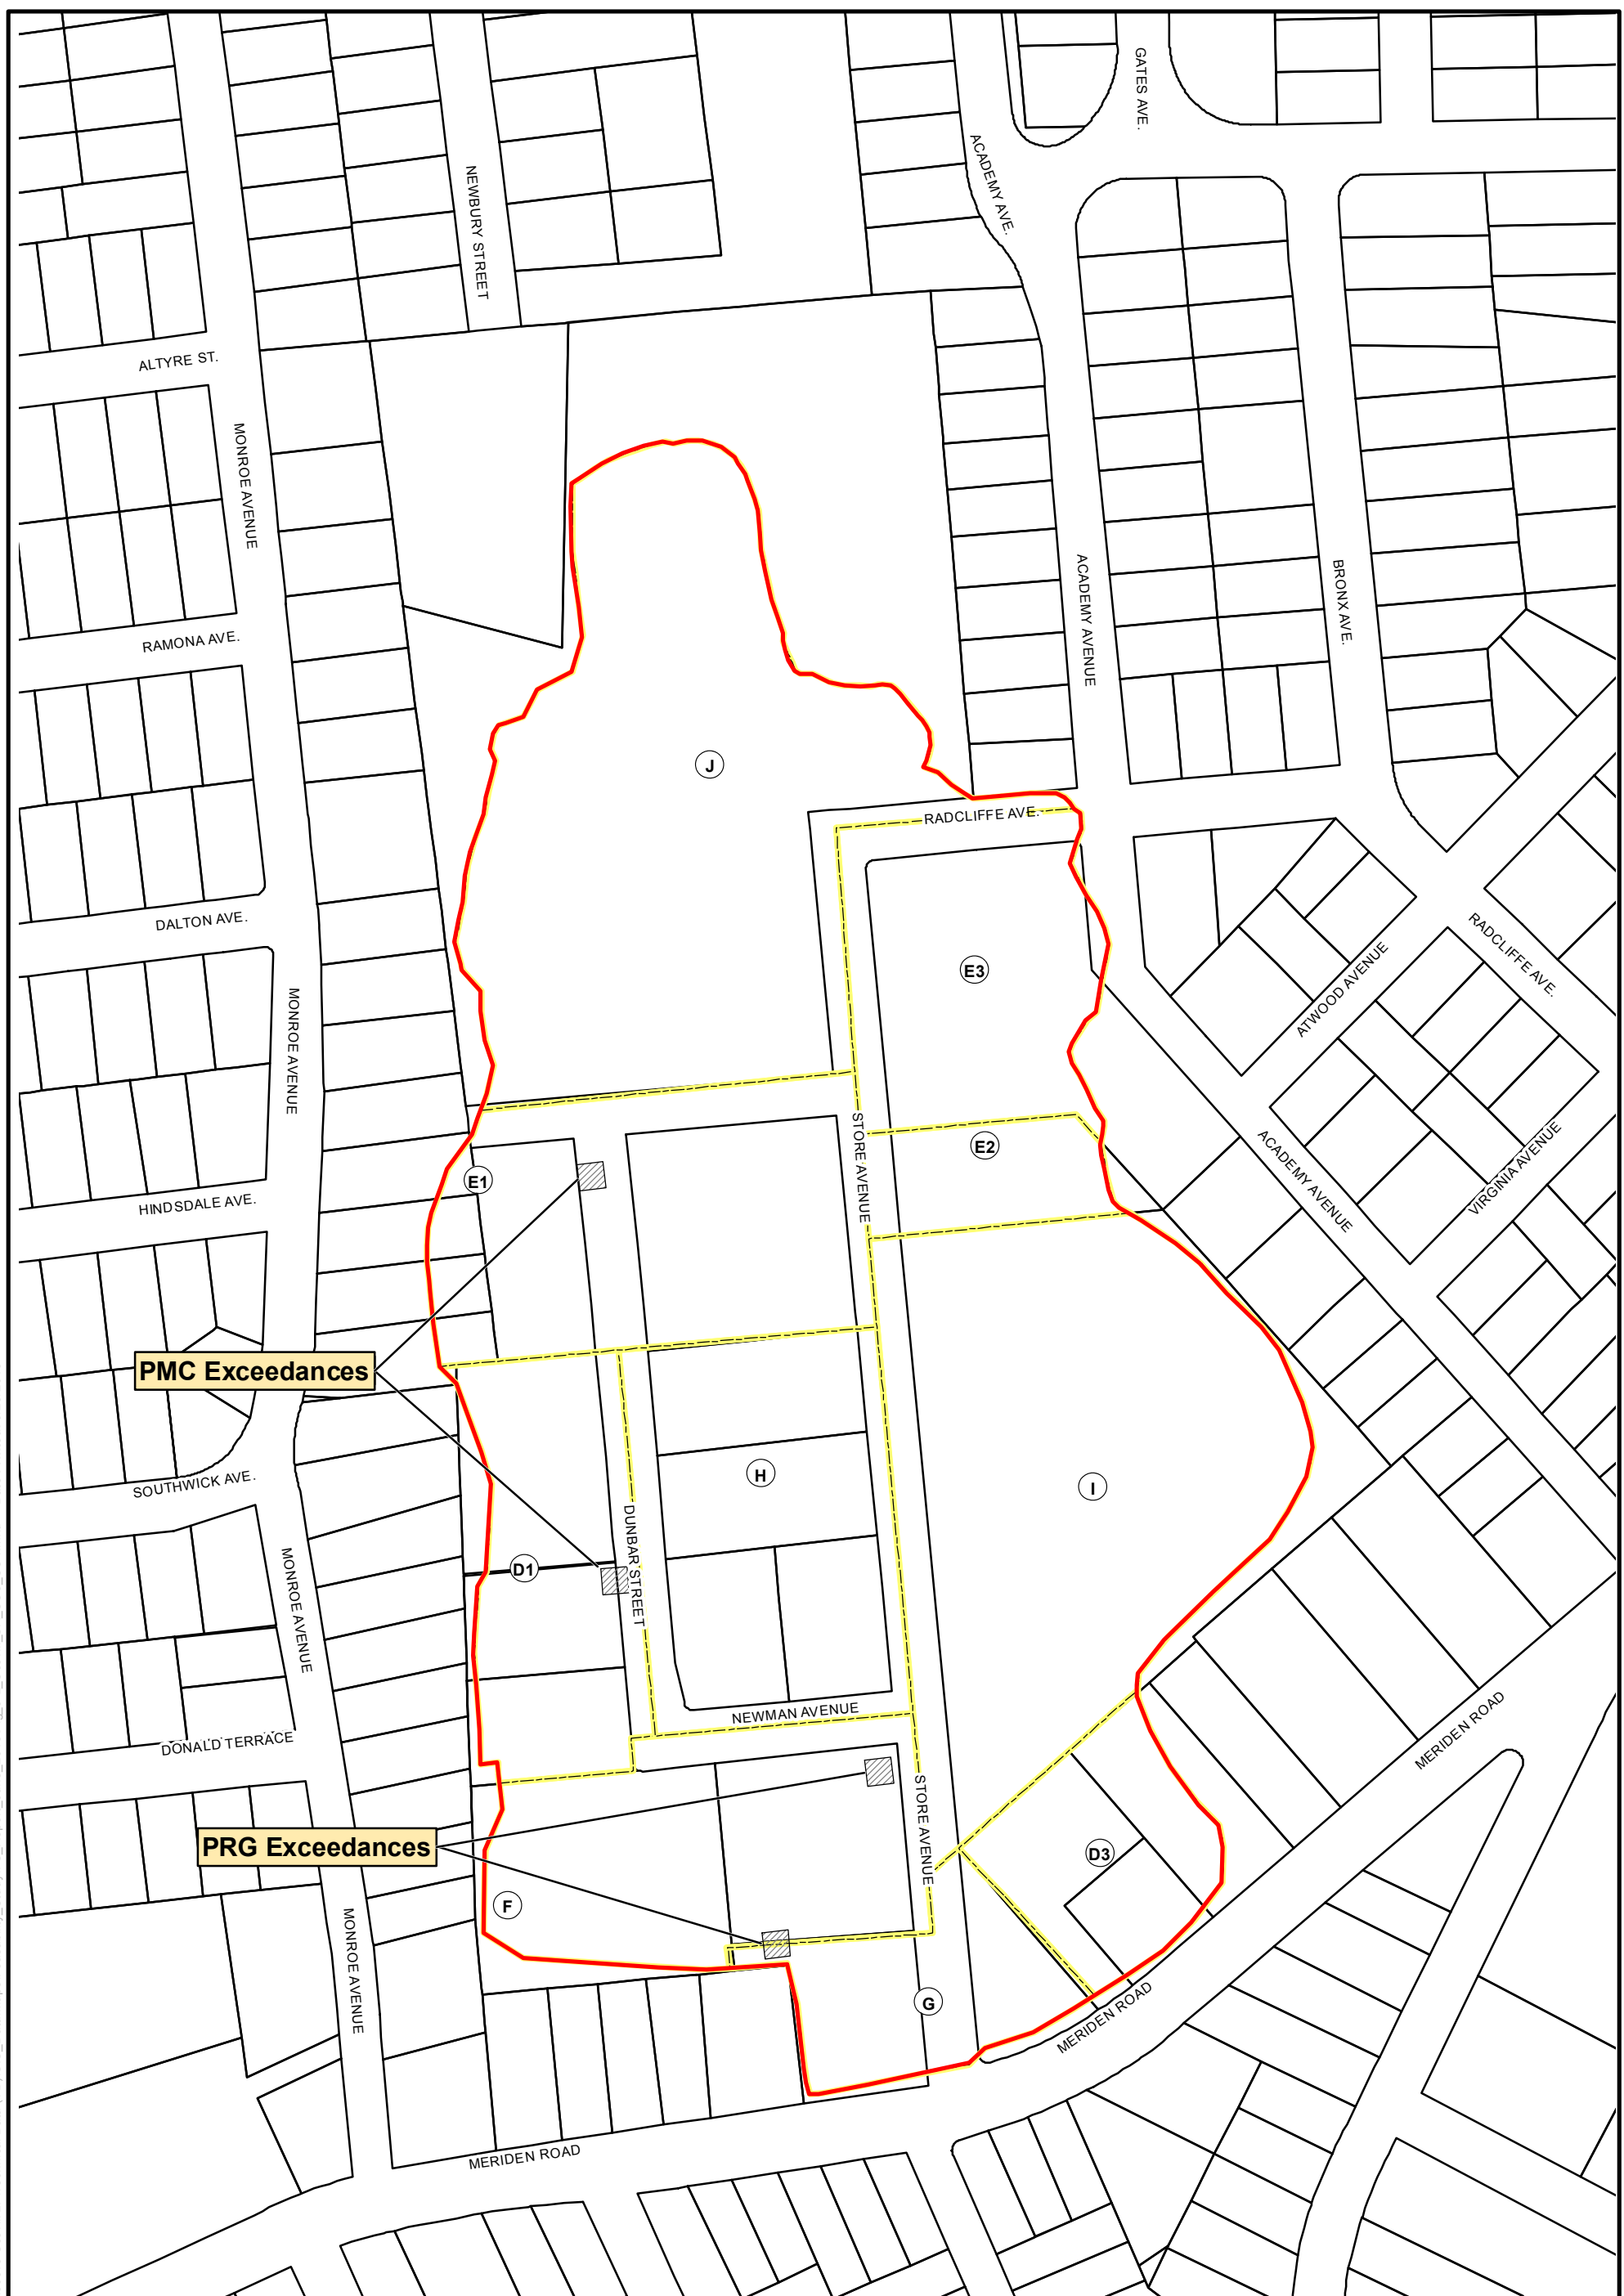 GATES AVE.
ACADEMY AVE.
NEWBURY STREET
ALTYRE ST.
MONROE AVENUE
RAMONA AVE.
ACADEMY AVENUE
BRONX AVE.
J
RADCLIFFE AVE.
DALTON AVE.
E3
RADCLIFFE AVE.
ATWOOD AVENUE
MONROE AVENUE
STORE AVENUE
E2
E1
ACADEMY AVENUE
VIRGINIA AVENUE
HINDSDALE AVE.
PMC Exceedances
SOUTHWICK AVE.
H
I
D1
DUNBAR STREET
MONROE AVENUE
NEWMAN AVENUE
DONALD TERRACE
MERIDEN ROAD
STORE AVENUE
PRG Exceedances
D3
F
MONROE AVENUE
G
MERIDEN ROAD
MERIDEN ROAD